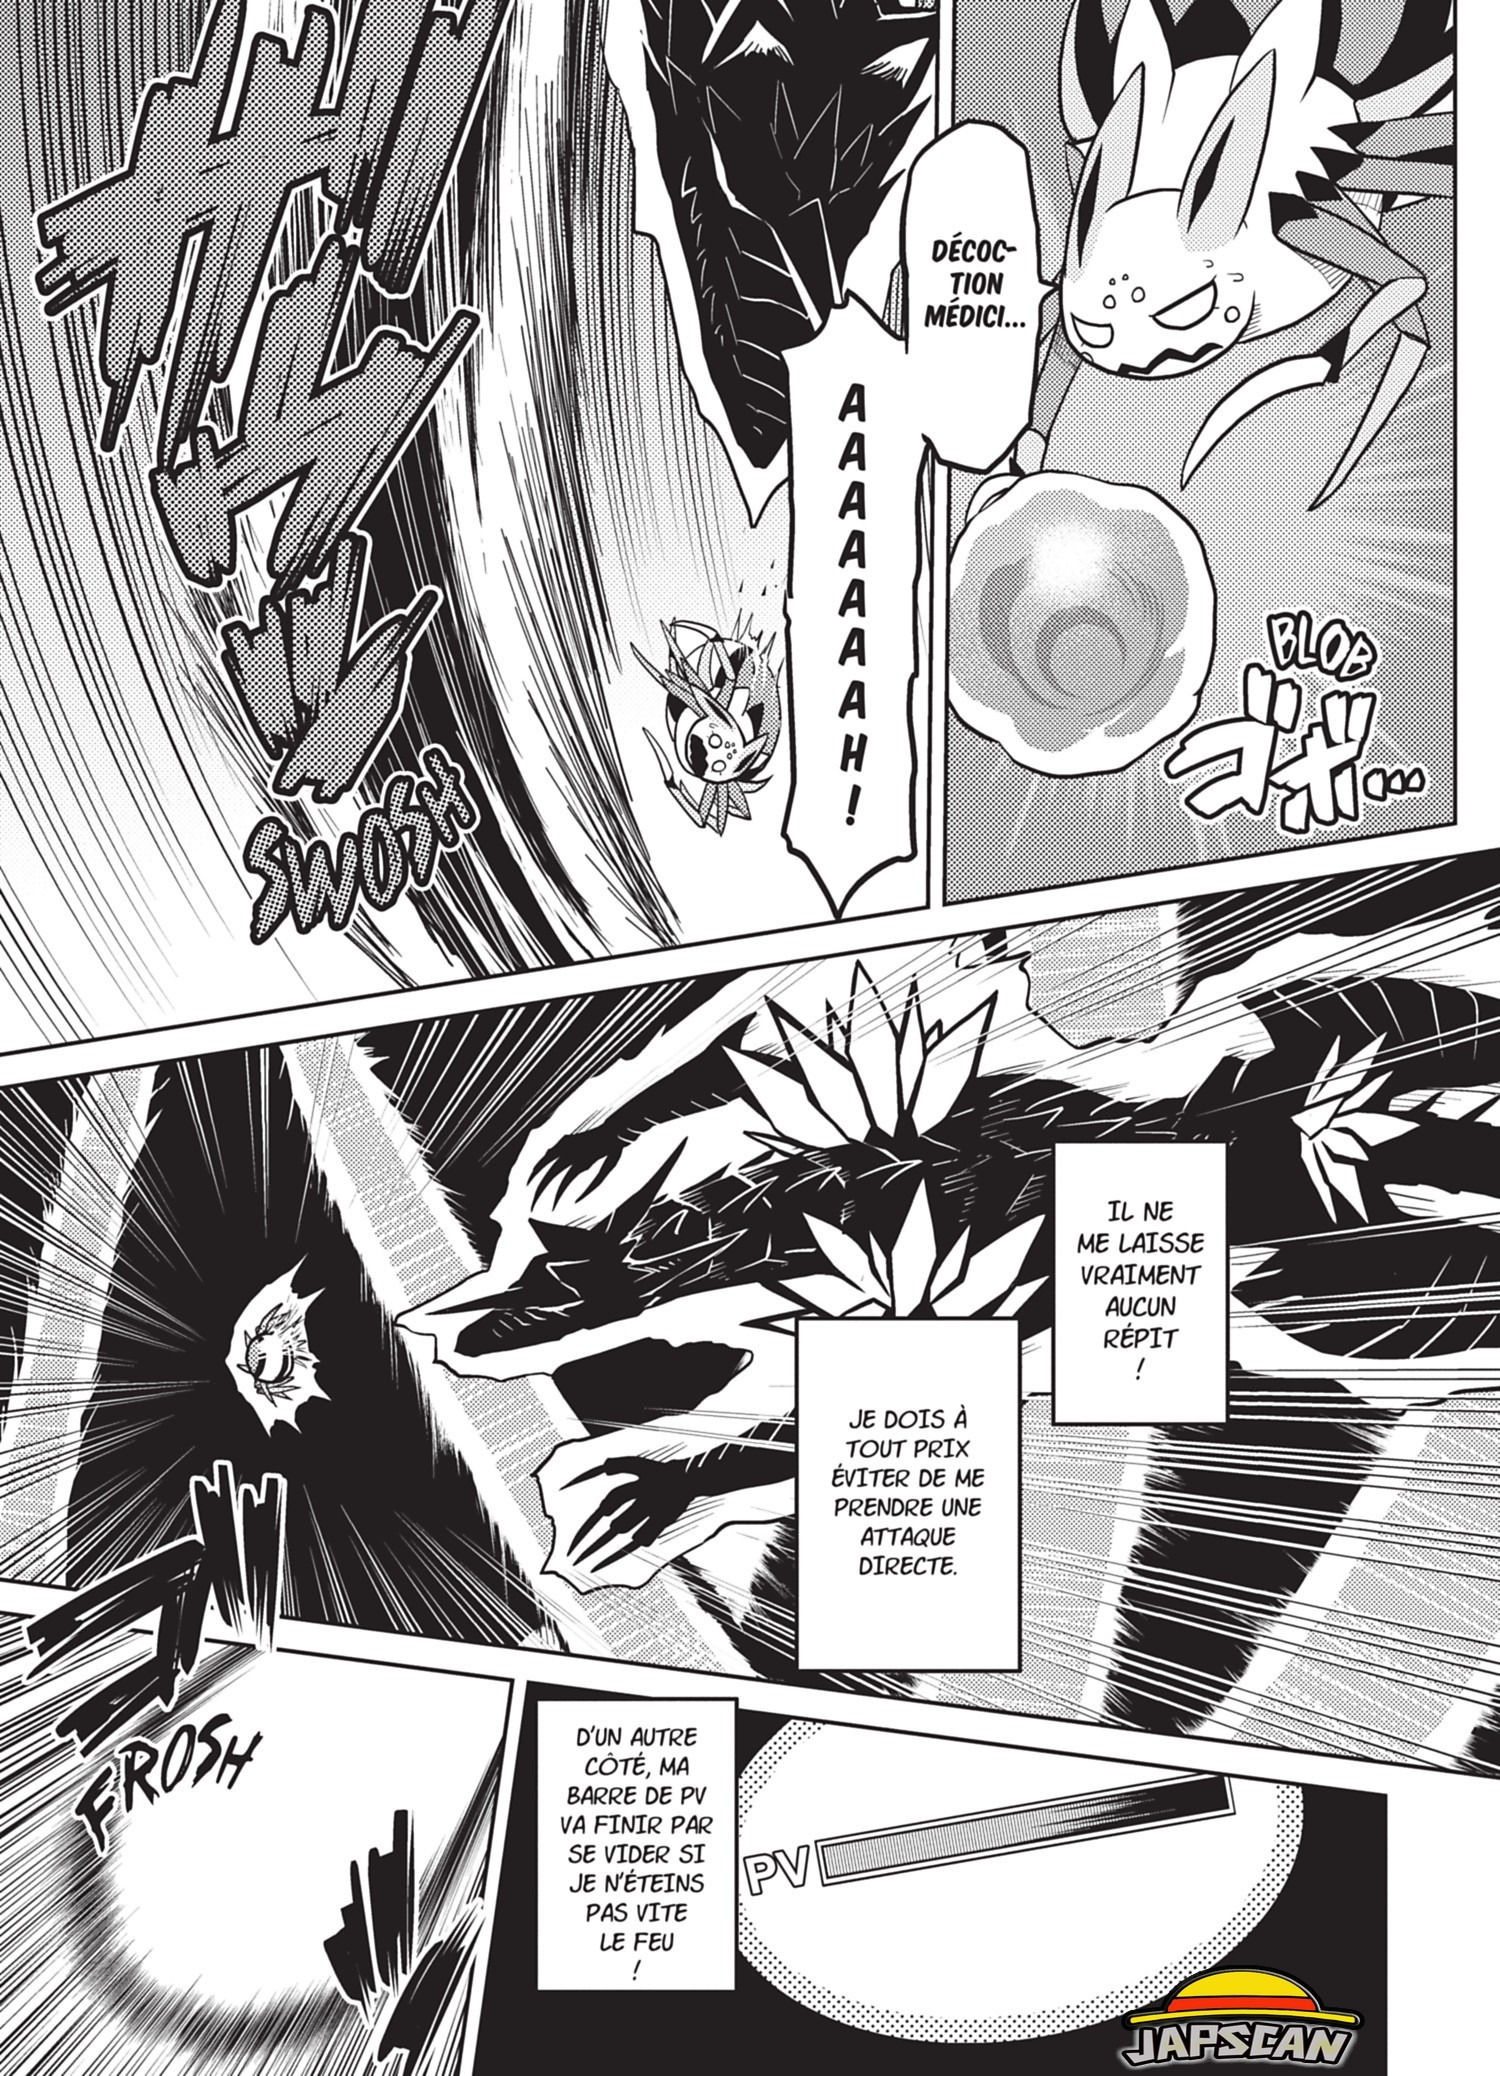 DÉCOC-
TION
MÉDICI...
BLOB
ゴボ...
AAAAAAAH!
SWOSH
IL NE
ME LAISSE
VRAIMENT
AUCUN
RÉPIT
!
JE DOIS À
TOUT PRIX
ÉVITER DE ME
PRENDRE UNE
ATTAQUE
DIRECTE.
D'UN AUTRE
CÔTÉ, MA
BARRE DE PV
VA FINIR PAR
SE VIDER SI
JE N'ÉTEINS
PAS VITE
LE FEU
!
PV
FROSH
JAPSCAN